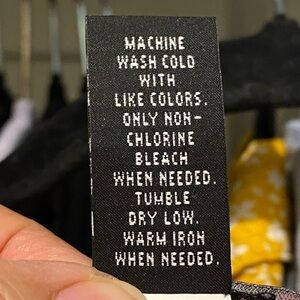 MACHINE
WASH COLD
WITH
LIKE COLORS.
ONLY NON-
CHLORINE
BLEACH
WHEN NEEDED.
TUMBLE
DRY LOW.
WARM IRON
WHEN NEEDED.